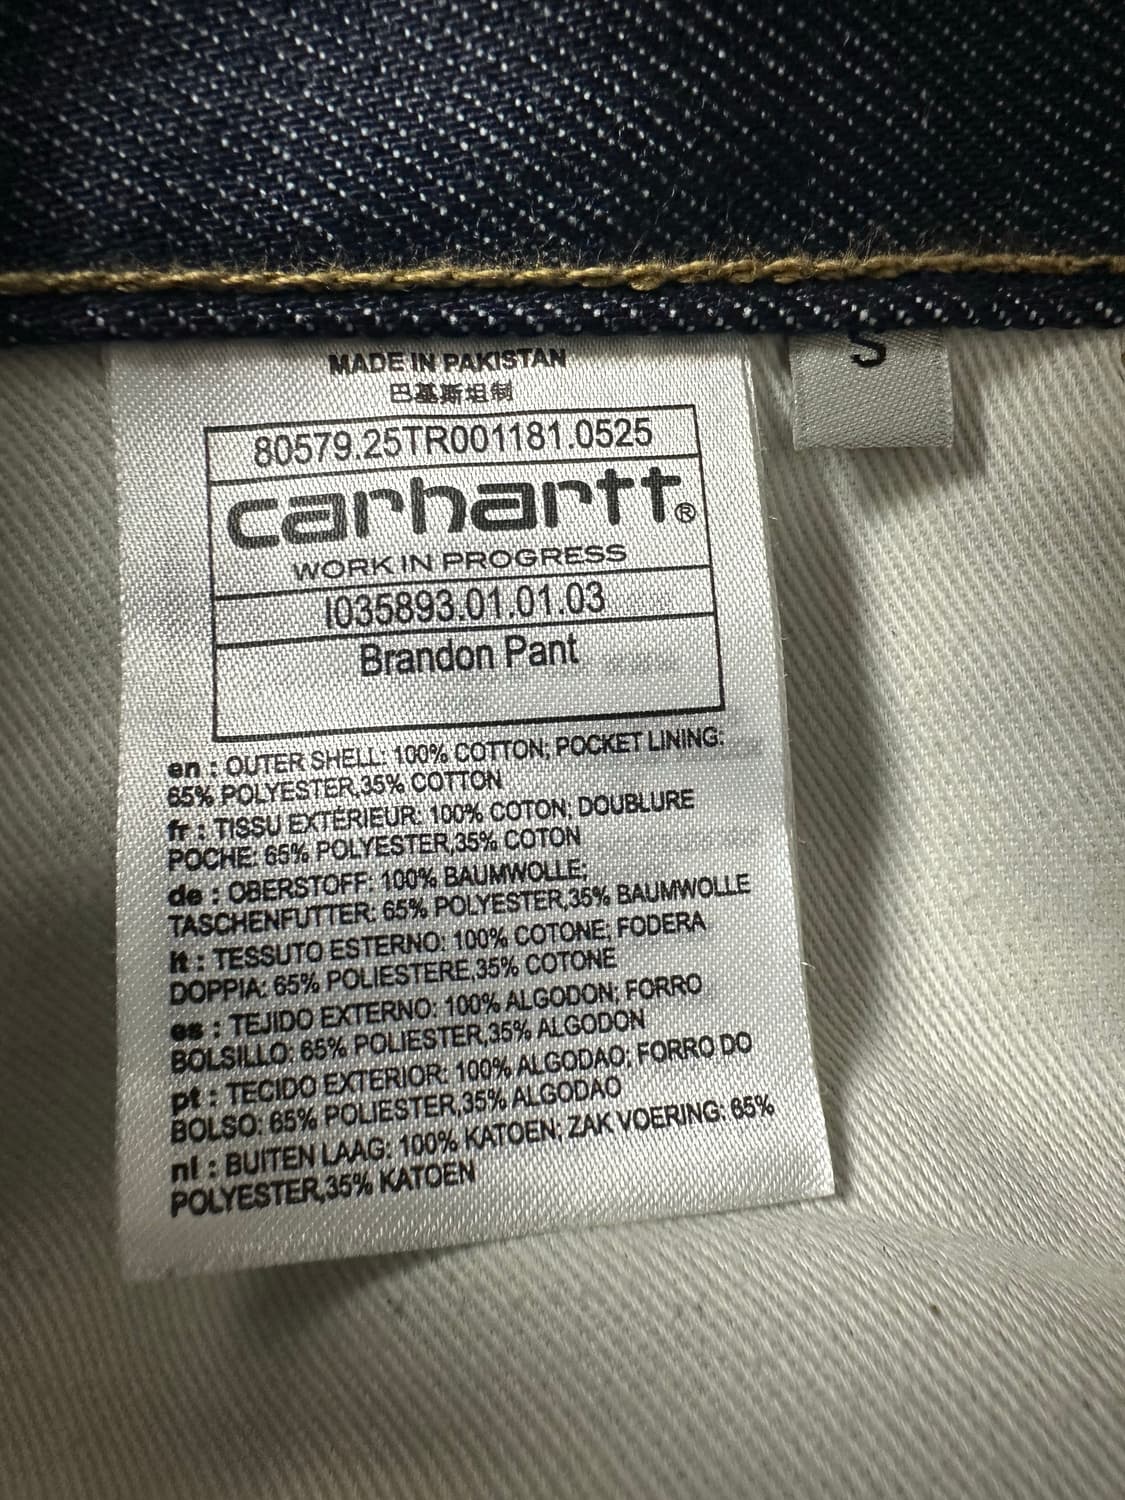 MADE IN PAKISTAN
巴基斯坦制
S
80579.25TR001181.0525
carhartt®
WORK IN PROGRESS
I035893.01.01.03
Brandon Pant
en : OUTER SHELL: 100% COTTON; POCKET LINING:
65% POLYESTER,35% COTTON
fr : TISSU EXTÉRIEUR: 100% COTON; DOUBLURE
POCHE: 65% POLYESTER,35% COTON
de : OBERSTOFF: 100% BAUMWOLLE;
TASCHENFUTTER: 65% POLYESTER,35% BAUMWOLLE
it : TESSUTO ESTERNO: 100% COTONE; FODERA
DOPPIA: 65% POLIESTERE,35% COTONE
es : TEJIDO EXTERNO: 100% ALGODON; FORRO
BOLSILLO: 65% POLIESTER,35% ALGODON
pt : TECIDO EXTERIOR: 100% ALGODAO; FORRO DO
BOLSO: 65% POLIESTER,35% ALGODAO
nl : BUITEN LAAG: 100% KATOEN; ZAK VOERING: 65%
POLYESTER,35% KATOEN